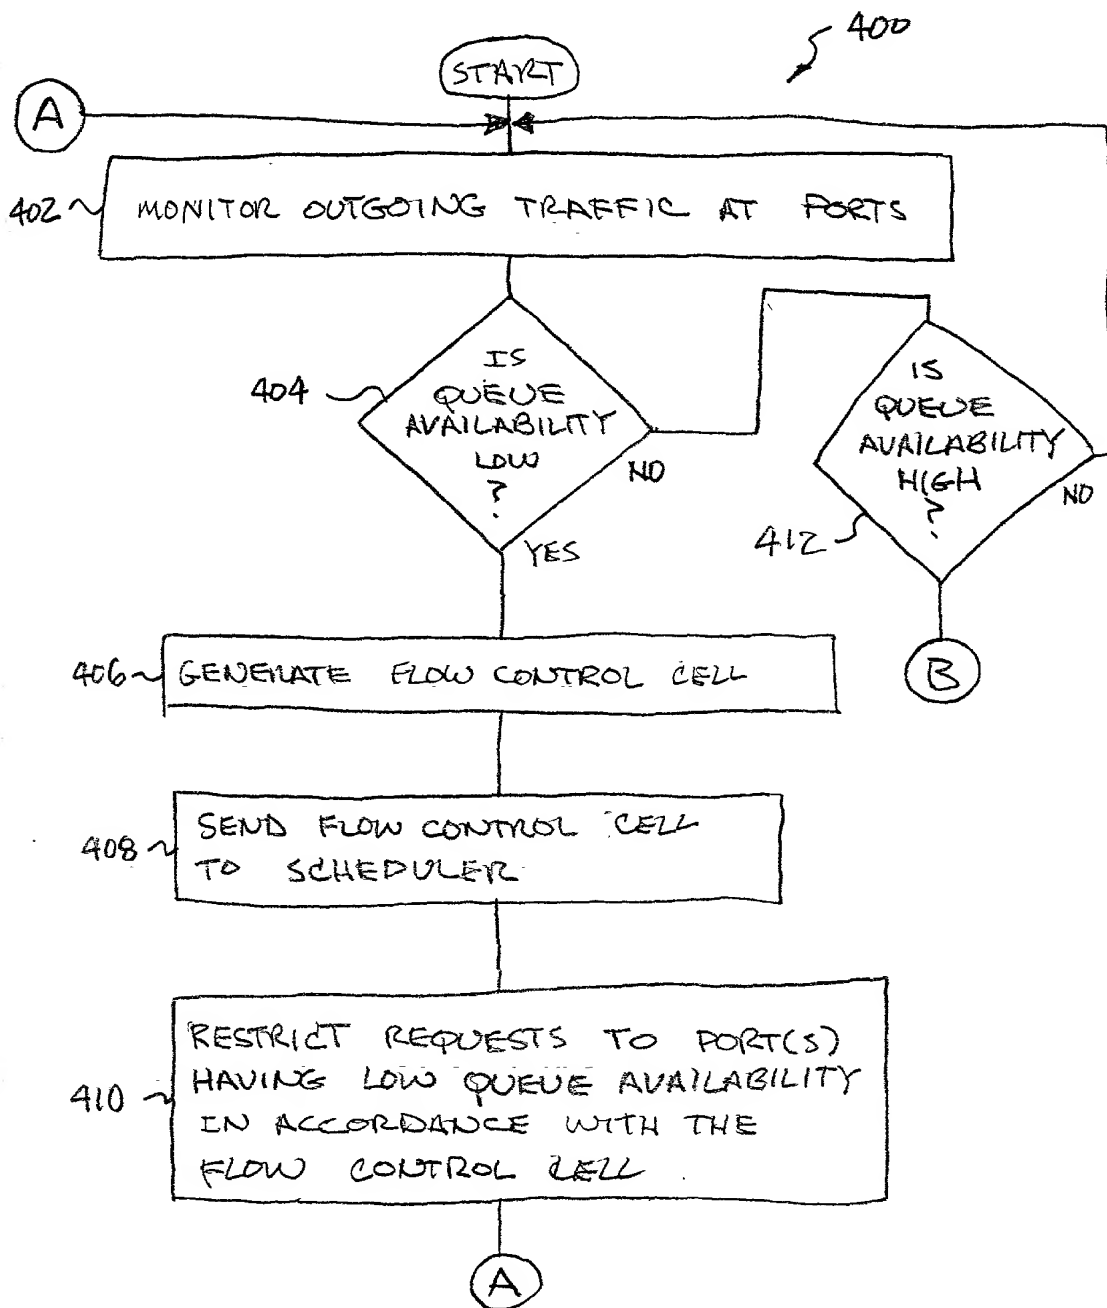 400
START
A
402
MONITOR OUTGOING TRAFFIC AT PORTS
404
IS
QUEUE
AVAILABILITY
LOW
?
NO
YES
IS
QUEUE
AVAILABILITY
HIGH
?
NO
412
B
406
GENERATE FLOW CONTROL CELL
408
SEND FLOW CONTROL CELL
TO SCHEDULER
410
RESTRICT REQUESTS TO PORT(S)
HAVING LOW QUEUE AVAILABILITY
IN ACCORDANCE WITH THE
FLOW CONTROL CELL
A